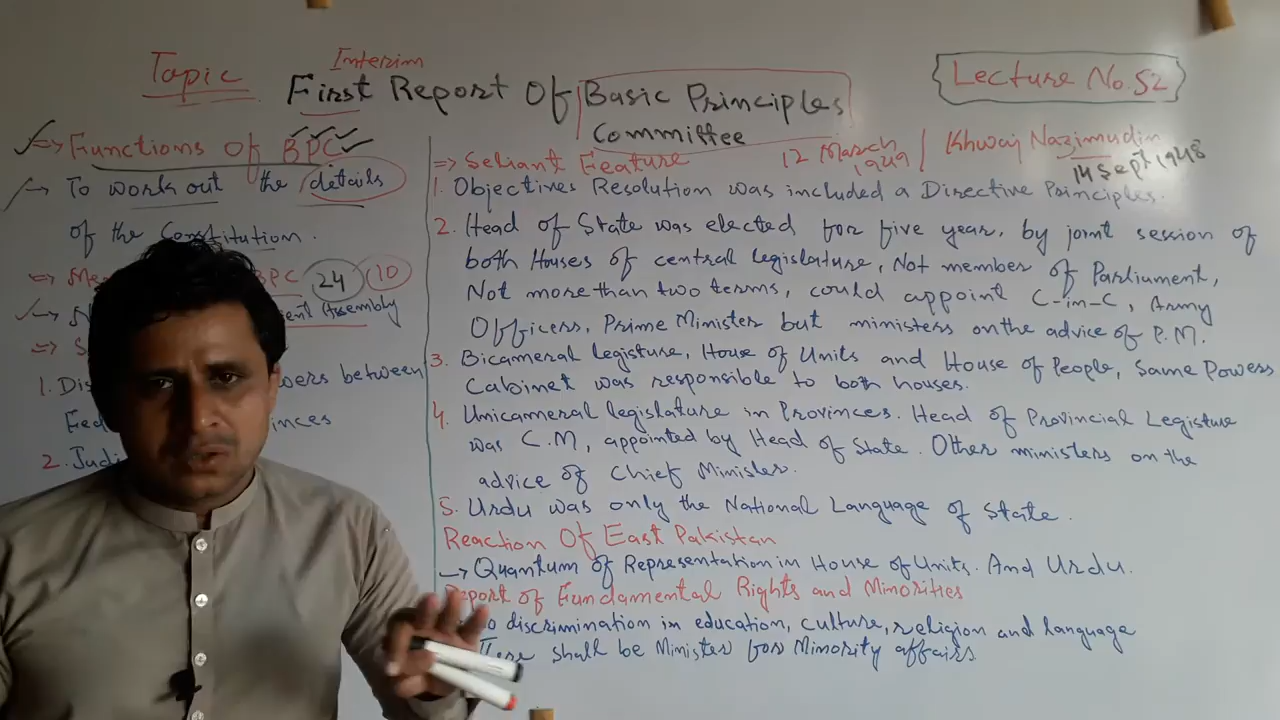 Topic
Interim
First Report Of Basic Principles
Committee
Lecture No. 52
=> Functions Of BPC
-> To work out the details
of the Constitution.
=> BPC 24 10
Assembly
=>
1. between
2.
=> Seliant Feature 12 March 1949 / Khwaj Nazimudin
14 Sept 1948
1. Objectives Resolution was included a Directive Principles.
2. Head of State was elected for five year, by joint session of
both Houses of central legislature, Not member of Parliument,
Not more than two terms, could appoint C-in-C, Army
Officers, Prime Minister but ministers on the advice of P.M.
3. Bicameral legisture, House of Units and House of People, Same Powers
Cabinet was responsible to both houses.
4. Unicameral legislature in Provinces. Head of Provincial Legisture
was C.M, appointed by Head of State. Other ministers on the
advice of Chief Minister.
5. Urdu was only the National Language of State.
Reaction Of East Pakistan
-> Quantum of Representation in House of Units. And Urdu.
Report of Fundamental Rights and Minorities
discrimination in education, culture, religion and language
shall be Minister for Minority affairs